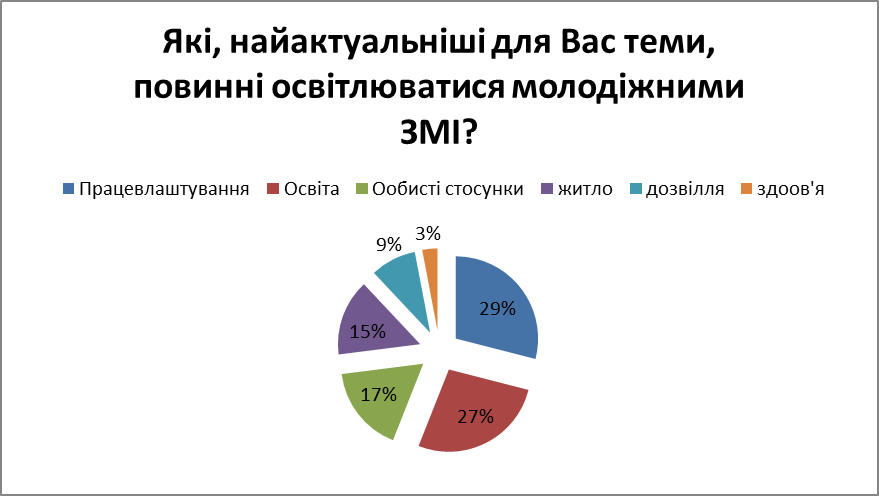 Які, найактуальніші для Вас теми,
повинні освітлюватися молодіжними
ЗМІ?
Працевлаштування Освіта Ообисті стосунки житло дозвілля здоов'я
3%
9%
29%
15%
17%
27%